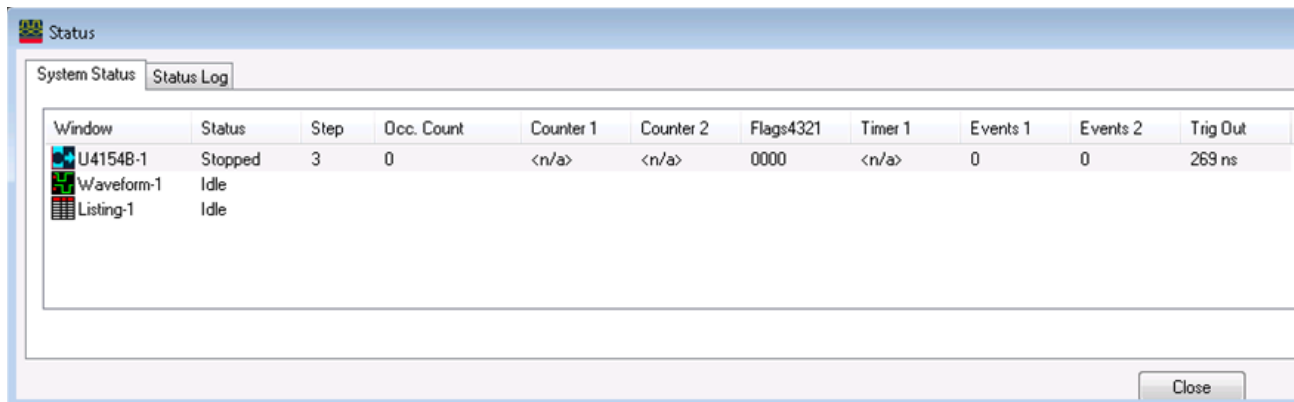 Status
System Status Status Log
Window Status Step Occ. Count Counter 1 Counter 2 Flags4321 Timer 1 Events 1 Events 2 Trig Out
U4154B-1 Stopped 3 0 <n/a> <n/a> 0000 <n/a> 0 0 269 ns
Waveform-1 Idle
Listing-1 Idle
Close